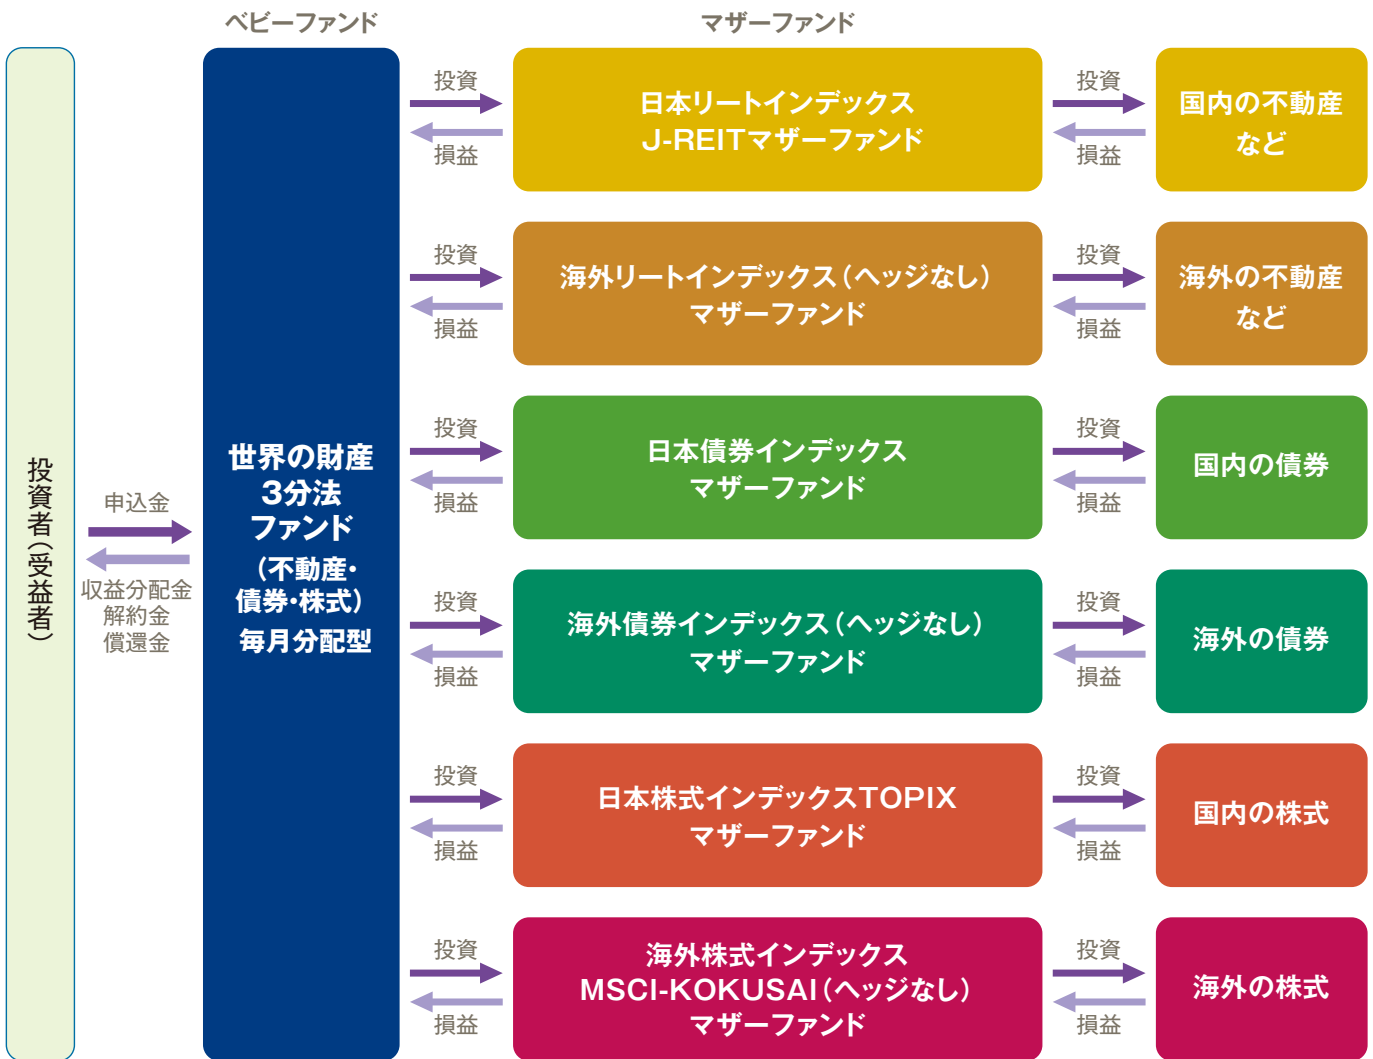 ベビーファンド
マザーファンド
投資者(受益者)
申込金
収益分配金
解約金
償還金
世界の財産
3分法
ファンド
(不動産・
債券・株式)
毎月分配型
投資
損益
日本リートインデックス
J-REITマザーファンド
投資
損益
国内の不動産
など
投資
損益
海外リートインデックス(ヘッジなし)
マザーファンド
投資
損益
海外の不動産
など
投資
損益
日本債券インデックス
マザーファンド
投資
損益
国内の債券
投資
損益
海外債券インデックス(ヘッジなし)
マザーファンド
投資
損益
海外の債券
投資
損益
日本株式インデックスTOPIX
マザーファンド
投資
損益
国内の株式
投資
損益
海外株式インデックス
MSCI-KOKUSAI(ヘッジなし)
マザーファンド
投資
損益
海外の株式